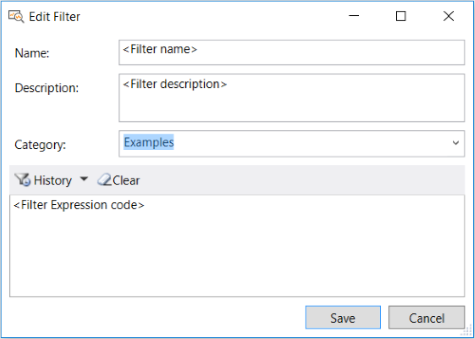 Edit Filter
Name: <Filter name>
Description: <Filter description>
Category: Examples
History Clear
<Filter Expression code>
Save Cancel